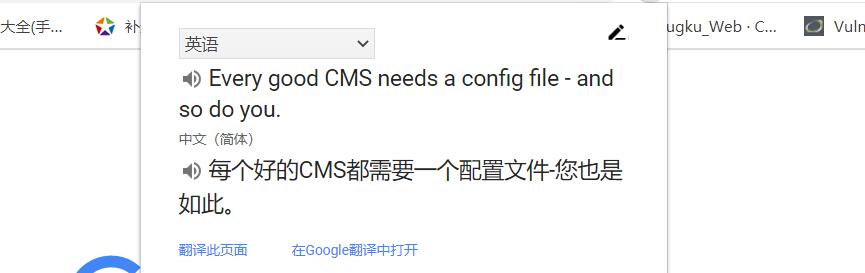 大全(手...
补
ugku_Web · C...
Vuln
英语
Every good CMS needs a config file - and
so do you.
中文（简体）
每个好的CMS都需要一个配置文件-您也是
如此。
翻译此页面 在Google翻译中打开